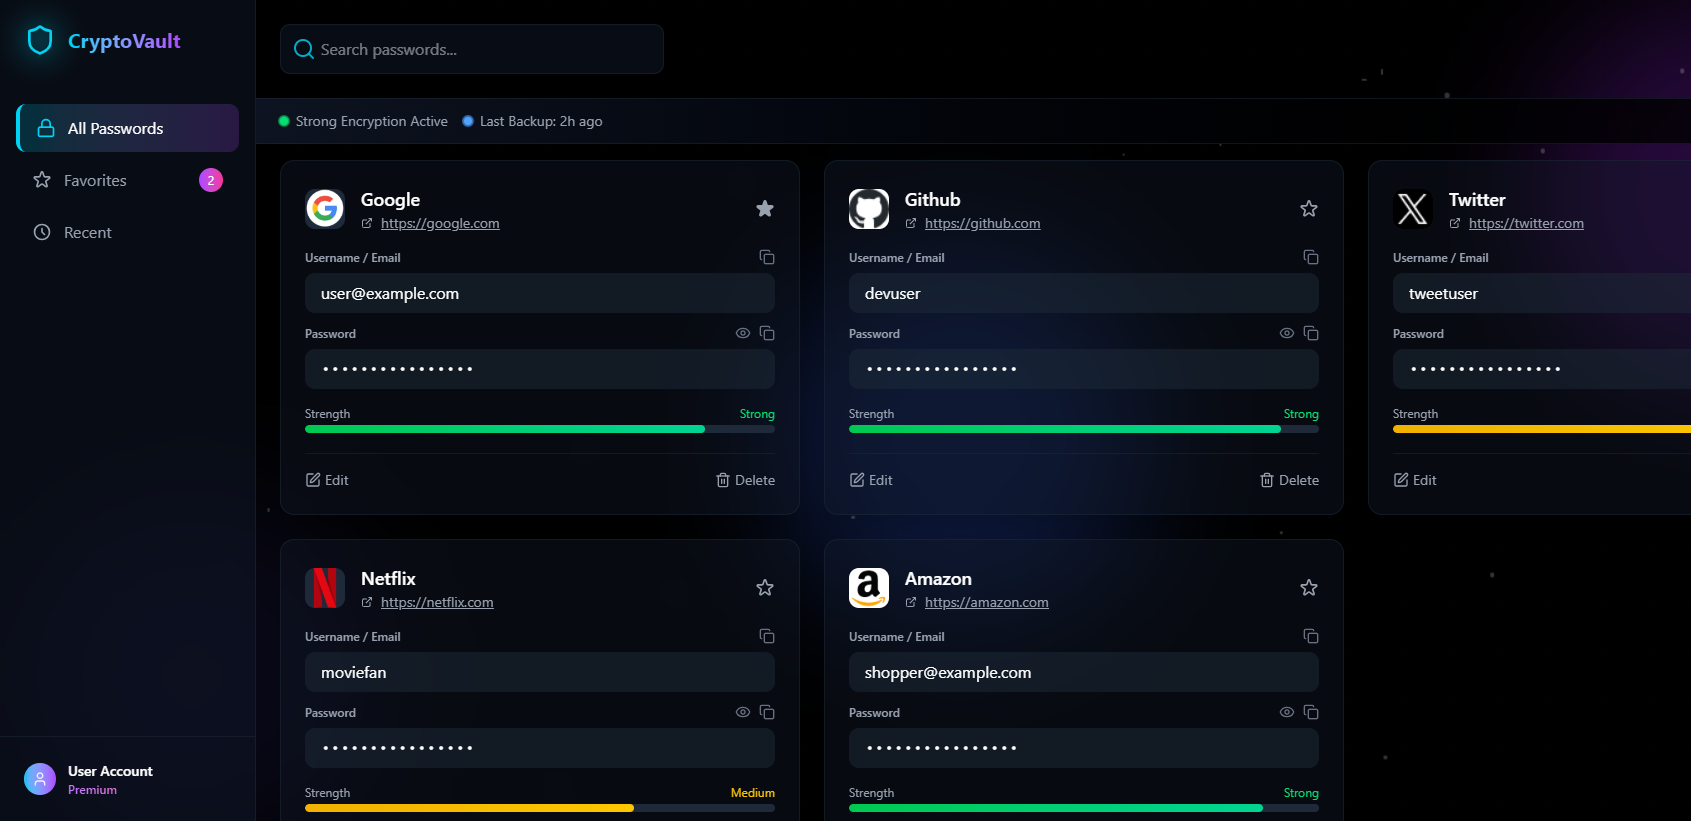 CryptoVault
Search passwords...
All Passwords
Strong Encryption Active
Last Backup: 2h ago
Favorites
2
Recent
Google
https://google.com
Username / Email
user@example.com
Password
••••••••••••••••
Strength
Strong
Edit
Delete
Github
https://github.com
Username / Email
devuser
Password
••••••••••••••••
Strength
Strong
Edit
Delete
Twitter
https://twitter.com
Username / Email
tweetuser
Password
••••••••••••••••
Strength
Edit
Netflix
https://netflix.com
Username / Email
moviefan
Password
••••••••••••••••
Strength
Medium
Amazon
https://amazon.com
Username / Email
shopper@example.com
Password
••••••••••••••••
Strength
Strong
User Account
Premium